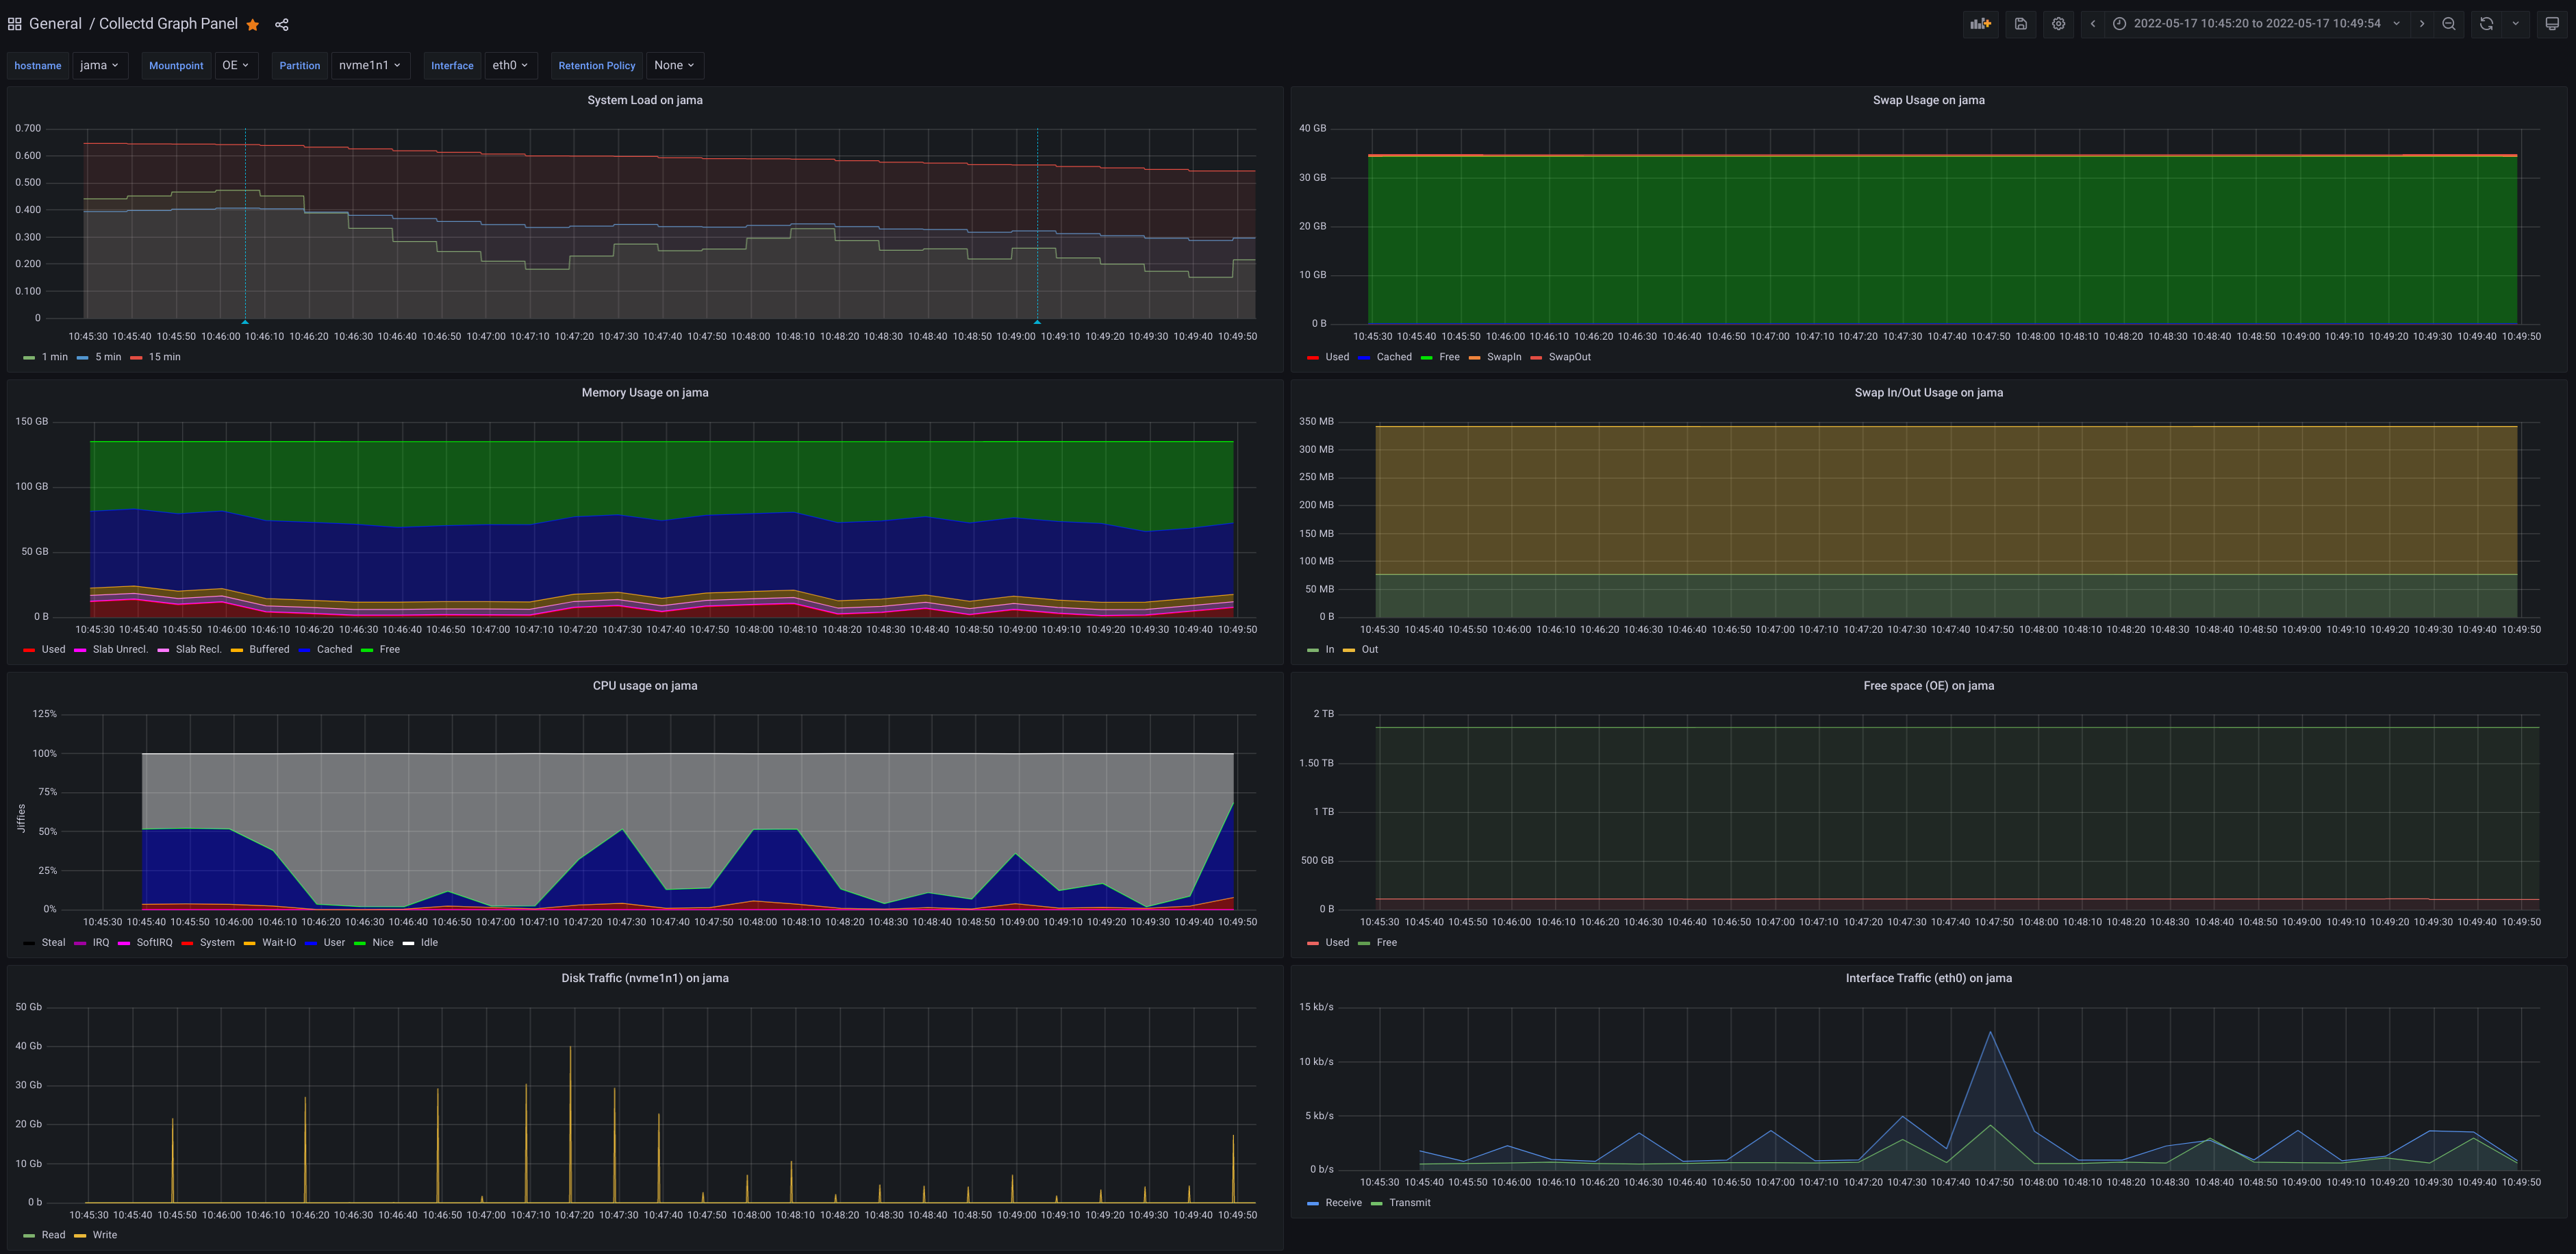 General / Collectd Graph Panel
2022-05-17 10:45:20 to 2022-05-17 10:49:54
hostname jama Mountpoint OE Partition nvme1n1 Interface eth0 Retention Policy None
System Load on jama
0.700
0.600
0.500
0.400
0.300
0.200
0.100
0
10:45:30 10:45:40 10:45:50 10:46:00 10:46:10 10:46:20 10:46:30 10:46:40 10:46:50 10:47:00 10:47:10 10:47:20 10:47:30 10:47:40 10:47:50 10:48:00 10:48:10 10:48:20 10:48:30 10:48:40 10:48:50 10:49:00 10:49:10 10:49:20 10:49:30 10:49:40 10:49:50
1 min 5 min 15 min
Swap Usage on jama
40 GB
30 GB
20 GB
10 GB
0 B
10:45:30 10:45:40 10:45:50 10:46:00 10:46:10 10:46:20 10:46:30 10:46:40 10:46:50 10:47:00 10:47:10 10:47:20 10:47:30 10:47:40 10:47:50 10:48:00 10:48:10 10:48:20 10:48:30 10:48:40 10:48:50 10:49:00 10:49:10 10:49:20 10:49:30 10:49:40 10:49:50
Used Cached Free SwapIn SwapOut
Memory Usage on jama
150 GB
100 GB
50 GB
0 B
10:45:30 10:45:40 10:45:50 10:46:00 10:46:10 10:46:20 10:46:30 10:46:40 10:46:50 10:47:00 10:47:10 10:47:20 10:47:30 10:47:40 10:47:50 10:48:00 10:48:10 10:48:20 10:48:30 10:48:40 10:48:50 10:49:00 10:49:10 10:49:20 10:49:30 10:49:40 10:49:50
Used Slab Unrecl. Slab Recl. Buffered Cached Free
Swap In/Out Usage on jama
350 MB
300 MB
250 MB
200 MB
150 MB
100 MB
50 MB
0 B
10:45:30 10:45:40 10:45:50 10:46:00 10:46:10 10:46:20 10:46:30 10:46:40 10:46:50 10:47:00 10:47:10 10:47:20 10:47:30 10:47:40 10:47:50 10:48:00 10:48:10 10:48:20 10:48:30 10:48:40 10:48:50 10:49:00 10:49:10 10:49:20 10:49:30 10:49:40 10:49:50
In Out
CPU usage on jama
Jiffies
125%
100%
75%
50%
25%
0%
10:45:30 10:45:40 10:45:50 10:46:00 10:46:10 10:46:20 10:46:30 10:46:40 10:46:50 10:47:00 10:47:10 10:47:20 10:47:30 10:47:40 10:47:50 10:48:00 10:48:10 10:48:20 10:48:30 10:48:40 10:48:50 10:49:00 10:49:10 10:49:20 10:49:30 10:49:40 10:49:50
Steal IRQ SoftIRQ System Wait-IO User Nice Idle
Free space (OE) on jama
2 TB
1.50 TB
1 TB
500 GB
0 B
10:45:30 10:45:40 10:45:50 10:46:00 10:46:10 10:46:20 10:46:30 10:46:40 10:46:50 10:47:00 10:47:10 10:47:20 10:47:30 10:47:40 10:47:50 10:48:00 10:48:10 10:48:20 10:48:30 10:48:40 10:48:50 10:49:00 10:49:10 10:49:20 10:49:30 10:49:40 10:49:50
Used Free
Disk Traffic (nvme1n1) on jama
50 Gb
40 Gb
30 Gb
20 Gb
10 Gb
0 b
10:45:30 10:45:40 10:45:50 10:46:00 10:46:10 10:46:20 10:46:30 10:46:40 10:46:50 10:47:00 10:47:10 10:47:20 10:47:30 10:47:40 10:47:50 10:48:00 10:48:10 10:48:20 10:48:30 10:48:40 10:48:50 10:49:00 10:49:10 10:49:20 10:49:30 10:49:40 10:49:50
Read Write
Interface Traffic (eth0) on jama
15 kb/s
10 kb/s
5 kb/s
0 b/s
10:45:30 10:45:40 10:45:50 10:46:00 10:46:10 10:46:20 10:46:30 10:46:40 10:46:50 10:47:00 10:47:10 10:47:20 10:47:30 10:47:40 10:47:50 10:48:00 10:48:10 10:48:20 10:48:30 10:48:40 10:48:50 10:49:00 10:49:10 10:49:20 10:49:30 10:49:40 10:49:50
Receive Transmit